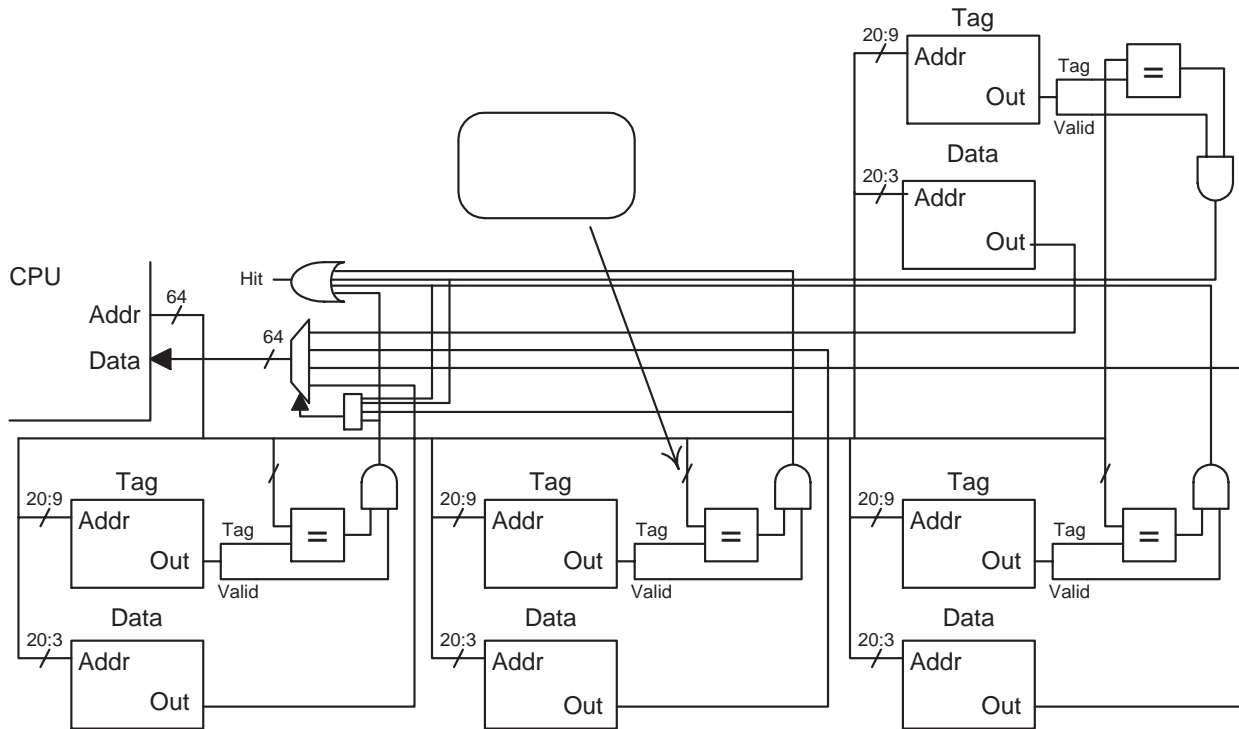 Tag
20:9
Addr
Out
Tag
=
Valid
Data
20:3
Addr
Out
CPU
Hit
Addr
64
Data
64
Tag
20:9
Addr
Out
Tag
=
Valid
Data
20:3
Addr
Out
Tag
20:9
Addr
Out
Tag
=
Valid
Data
20:3
Addr
Out
Tag
20:9
Addr
Out
Tag
=
Valid
Data
20:3
Addr
Out